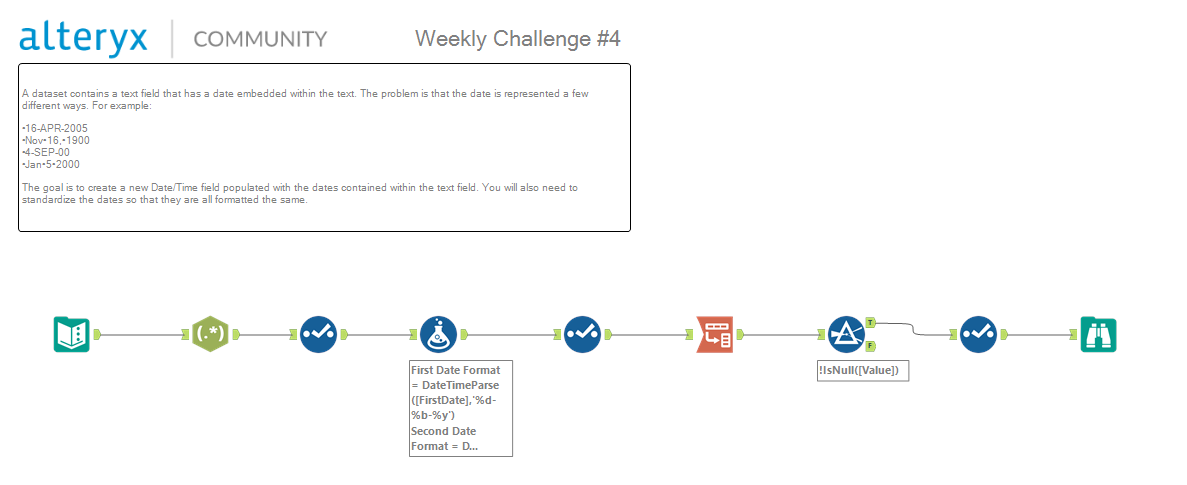 alteryx COMMUNITY Weekly Challenge #4
A dataset contains a text field that has a date embedded within the text. The problem is that the date is represented a few
different ways. For example:
•16-APR-2005
•Nov•16,•1900
•4-SEP-00
•Jan•5•2000
The goal is to create a new Date/Time field populated with the dates contained within the text field. You will also need to
standardize the dates so that they are all formatted the same.
(.*)
T
F
First Date Format
= DateTimeParse
([FirstDate],'%d-
%b-%y')
Second Date
Format = D...
!IsNull([Value])